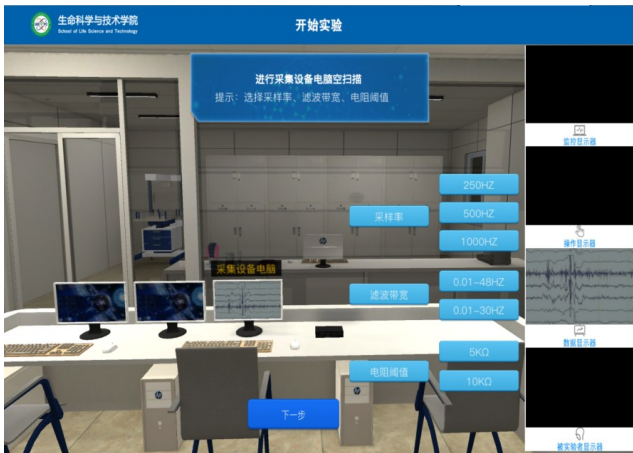 生命科学与技术学院
School of Life Science and Technology
开始实验
进行采集设备电脑空扫描
提示：选择采样率、滤波带宽、电阻阈值
监控显示器
250HZ
采样率
500HZ
1000HZ
操作显示器
采集设备电脑
滤波带宽
0.01-48HZ
0.01-30HZ
数据显示器
电阻阈值
5KΩ
10KΩ
下一步
被实验者显示器